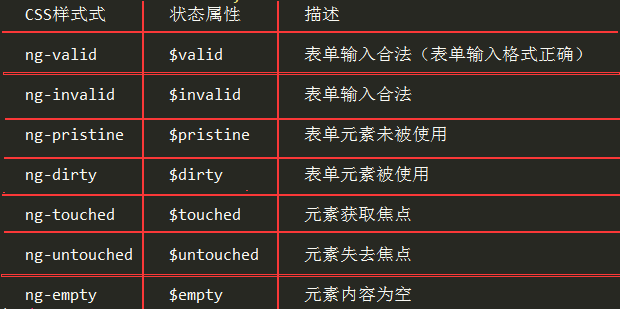 CSS样式式 状态属性 描述
ng-valid $valid 表单输入合法（表单输入格式正确）
ng-invalid $invalid 表单输入合法
ng-pristine $pristine 表单元素未被使用
ng-dirty $dirty 表单元素被使用
ng-touched $touched 元素获取焦点
ng-untouched $untouched 元素失去焦点
ng-empty $empty 元素内容为空